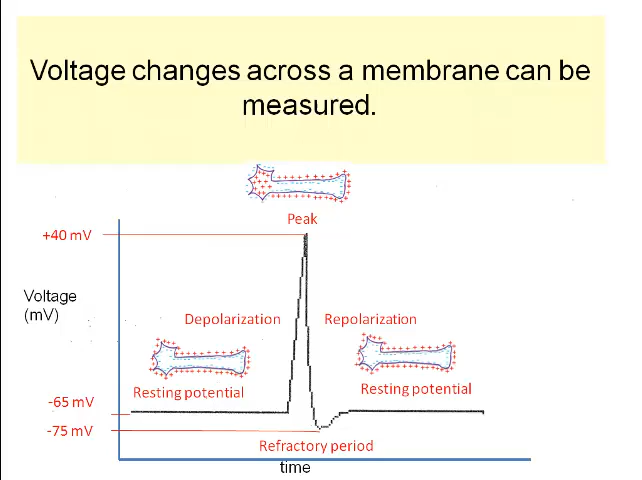 Voltage changes across a membrane can be
measured.
Peak
+40 mV
Voltage
(mV)
Depolarization
Repolarization
Resting potential
Resting potential
-65 mV
-75 mV
Refractory period
time